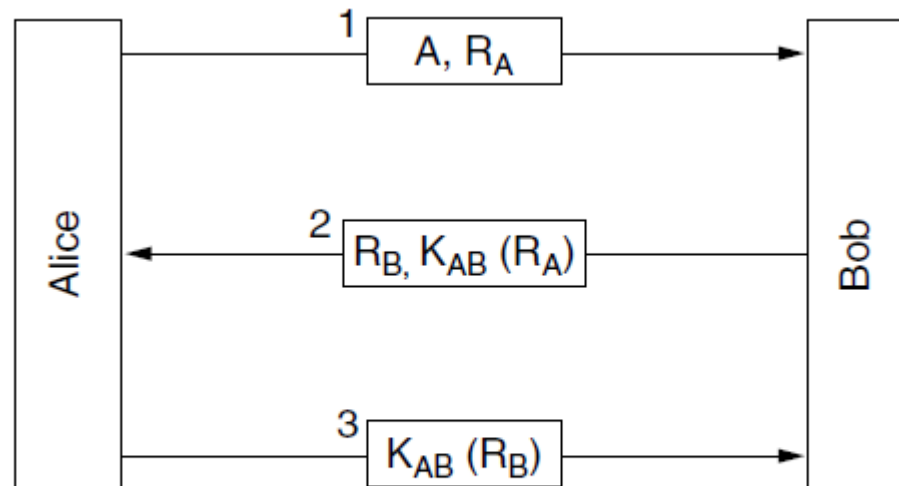 Alice
1
A, R_A
2
R_B, K_AB (R_A)
3
K_AB (R_B)
Bob